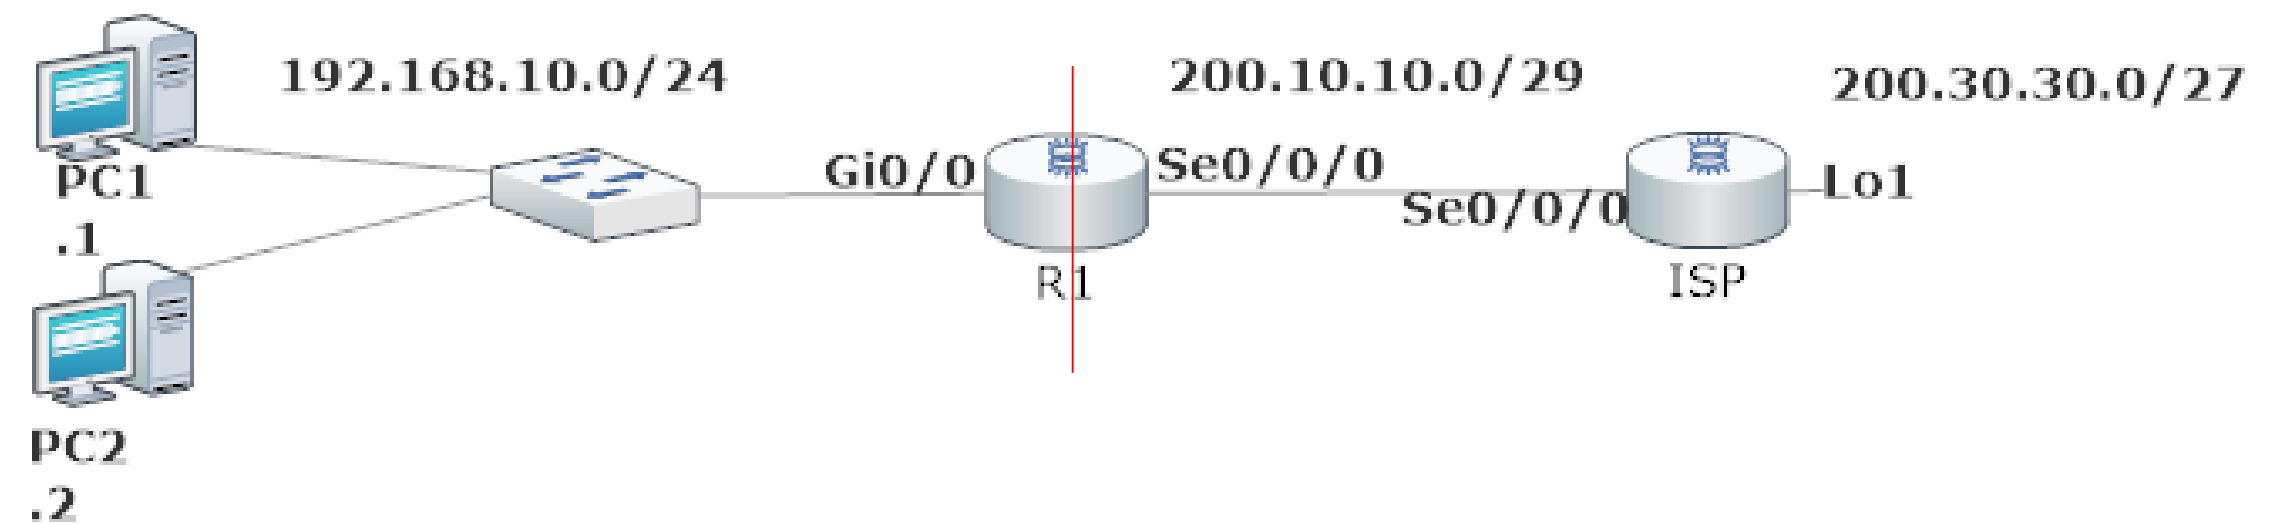 192.168.10.0/24
200.10.10.0/29
200.30.30.0/27
PC1
.1
Gi0/0
Se0/0/0
Se0/0/0
Lo1
R1
ISP
PC2
.2